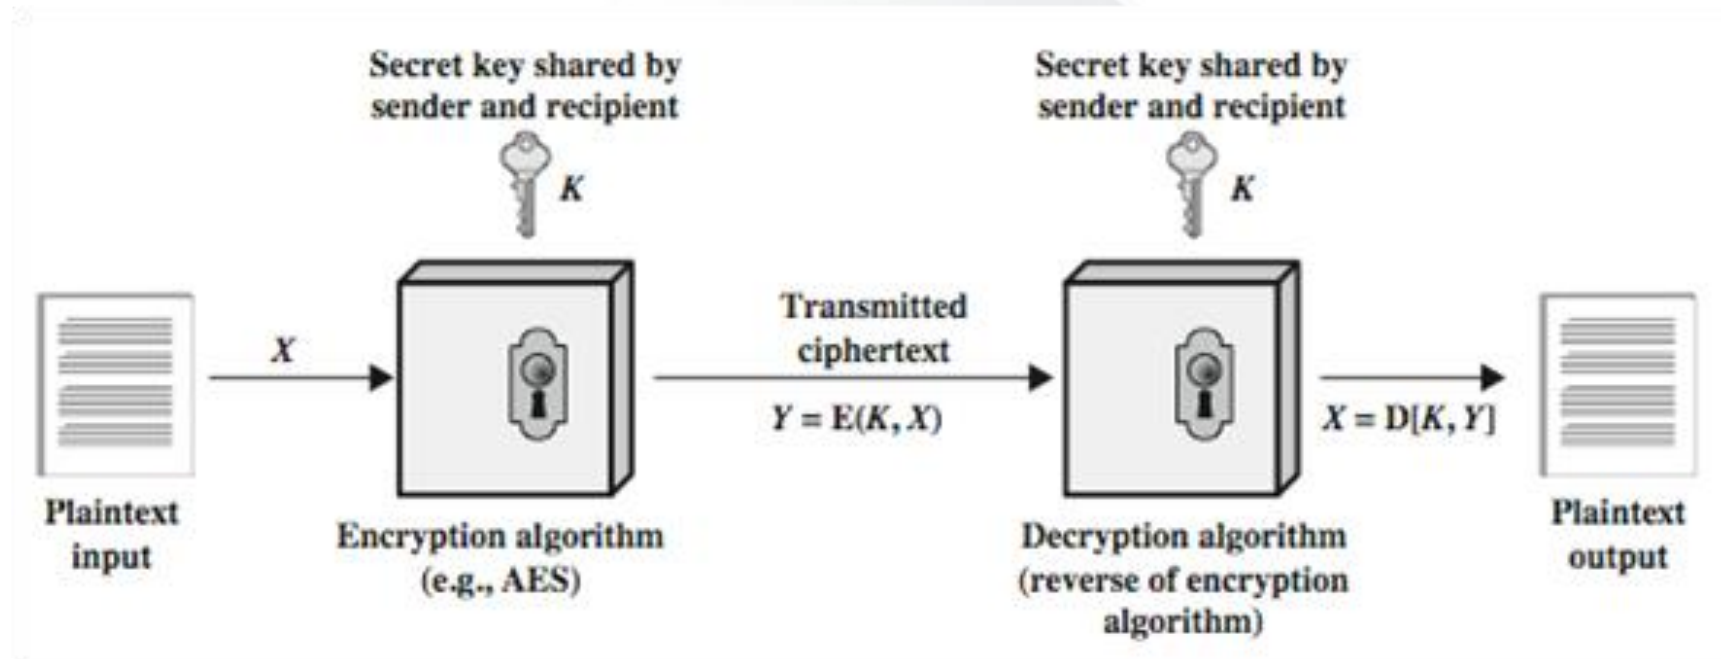 Secret key shared by
sender and recipient
K
Secret key shared by
sender and recipient
K
X
Transmitted
ciphertext
Y = E(K, X)
X = D[K, Y]
Plaintext
input
Encryption algorithm
(e.g., AES)
Decryption algorithm
(reverse of encryption
algorithm)
Plaintext
output